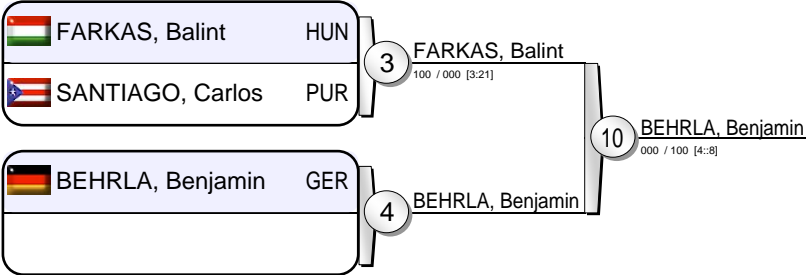 FARKAS, Balint HUN
SANTIAGO, Carlos PUR
3
FARKAS, Balint
100 / 000 [3:21]
BEHRLA, Benjamin GER
4
BEHRLA, Benjamin
10
BEHRLA, Benjamin
000 / 100 [4::8]